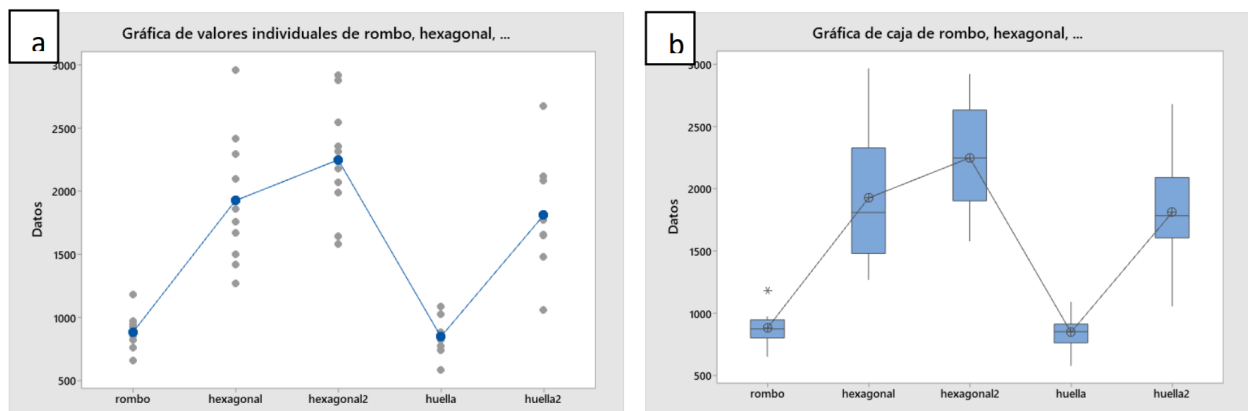 a
Gráfica de valores individuales de rombo, hexagonal, ...
3000
2500
2000
1500
1000
500
Datos
rombo hexagonal hexagonal2 huella huella2
b
Gráfica de caja de rombo, hexagonal, ...
3000
2500
2000
1500
1000
500
Datos
*
rombo hexagonal hexagonal2 huella huella2